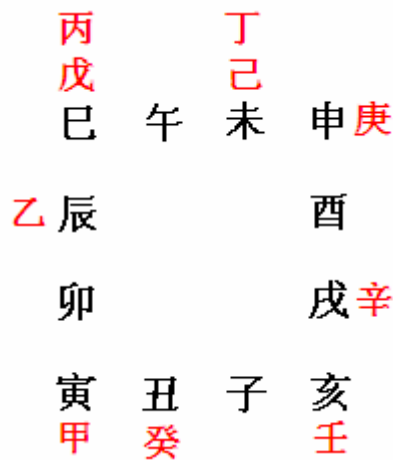 丙 丁
戊 己
巳 午 未 申 庚
乙 辰 酉
卯 戌 辛
寅 丑 子 亥
甲 癸 壬